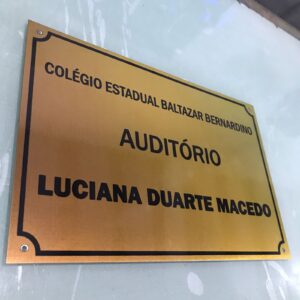 COLÉGIO ESTADUAL BALTAZAR BERNARDINO
AUDITÓRIO
LUCIANA DUARTE MACEDO